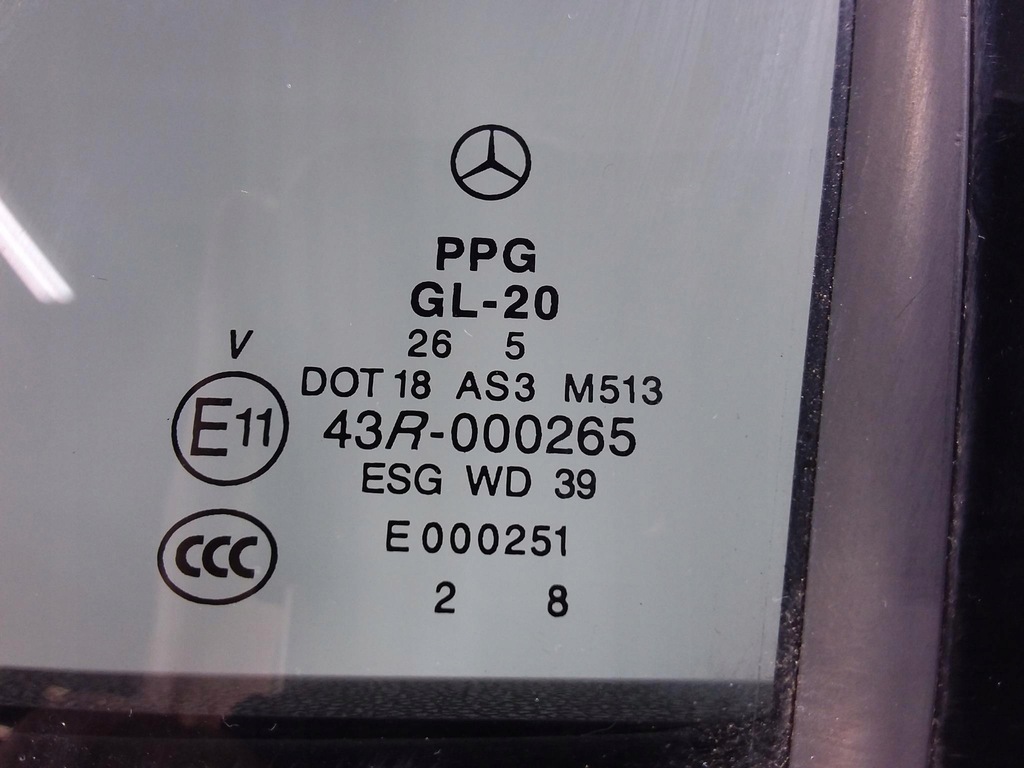 PPG
GL-20
26 5
V
DOT 18 AS3 M513
E11 43R-000265
ESG WD 39
CCC E000251
2 8